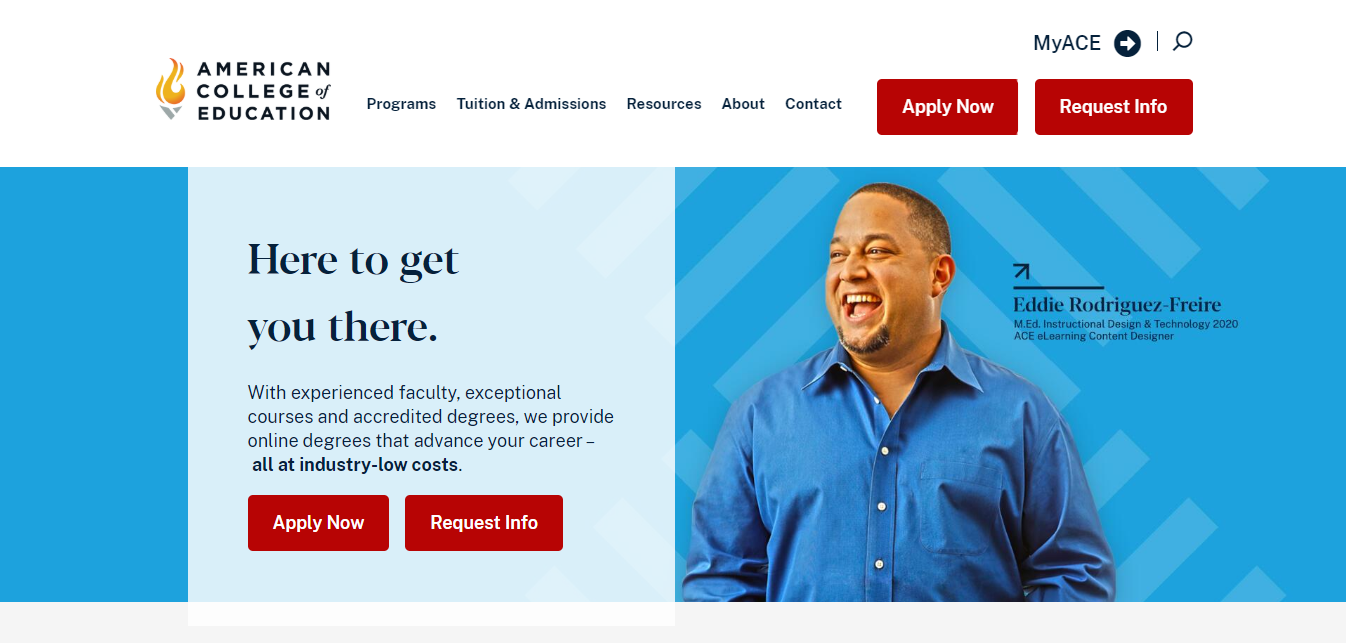 MyACE
AMERICAN
COLLEGE of
EDUCATION
Programs
Tuition & Admissions
Resources
About
Contact
Apply Now
Request Info
Here to get
you there.
With experienced faculty, exceptional
courses and accredited degrees, we provide
online degrees that advance your career –
all at industry-low costs.
Apply Now
Request Info
Eddie Rodriguez-Freire
M.Ed. Instructional Design & Technology 2020
ACE eLearning Content Designer